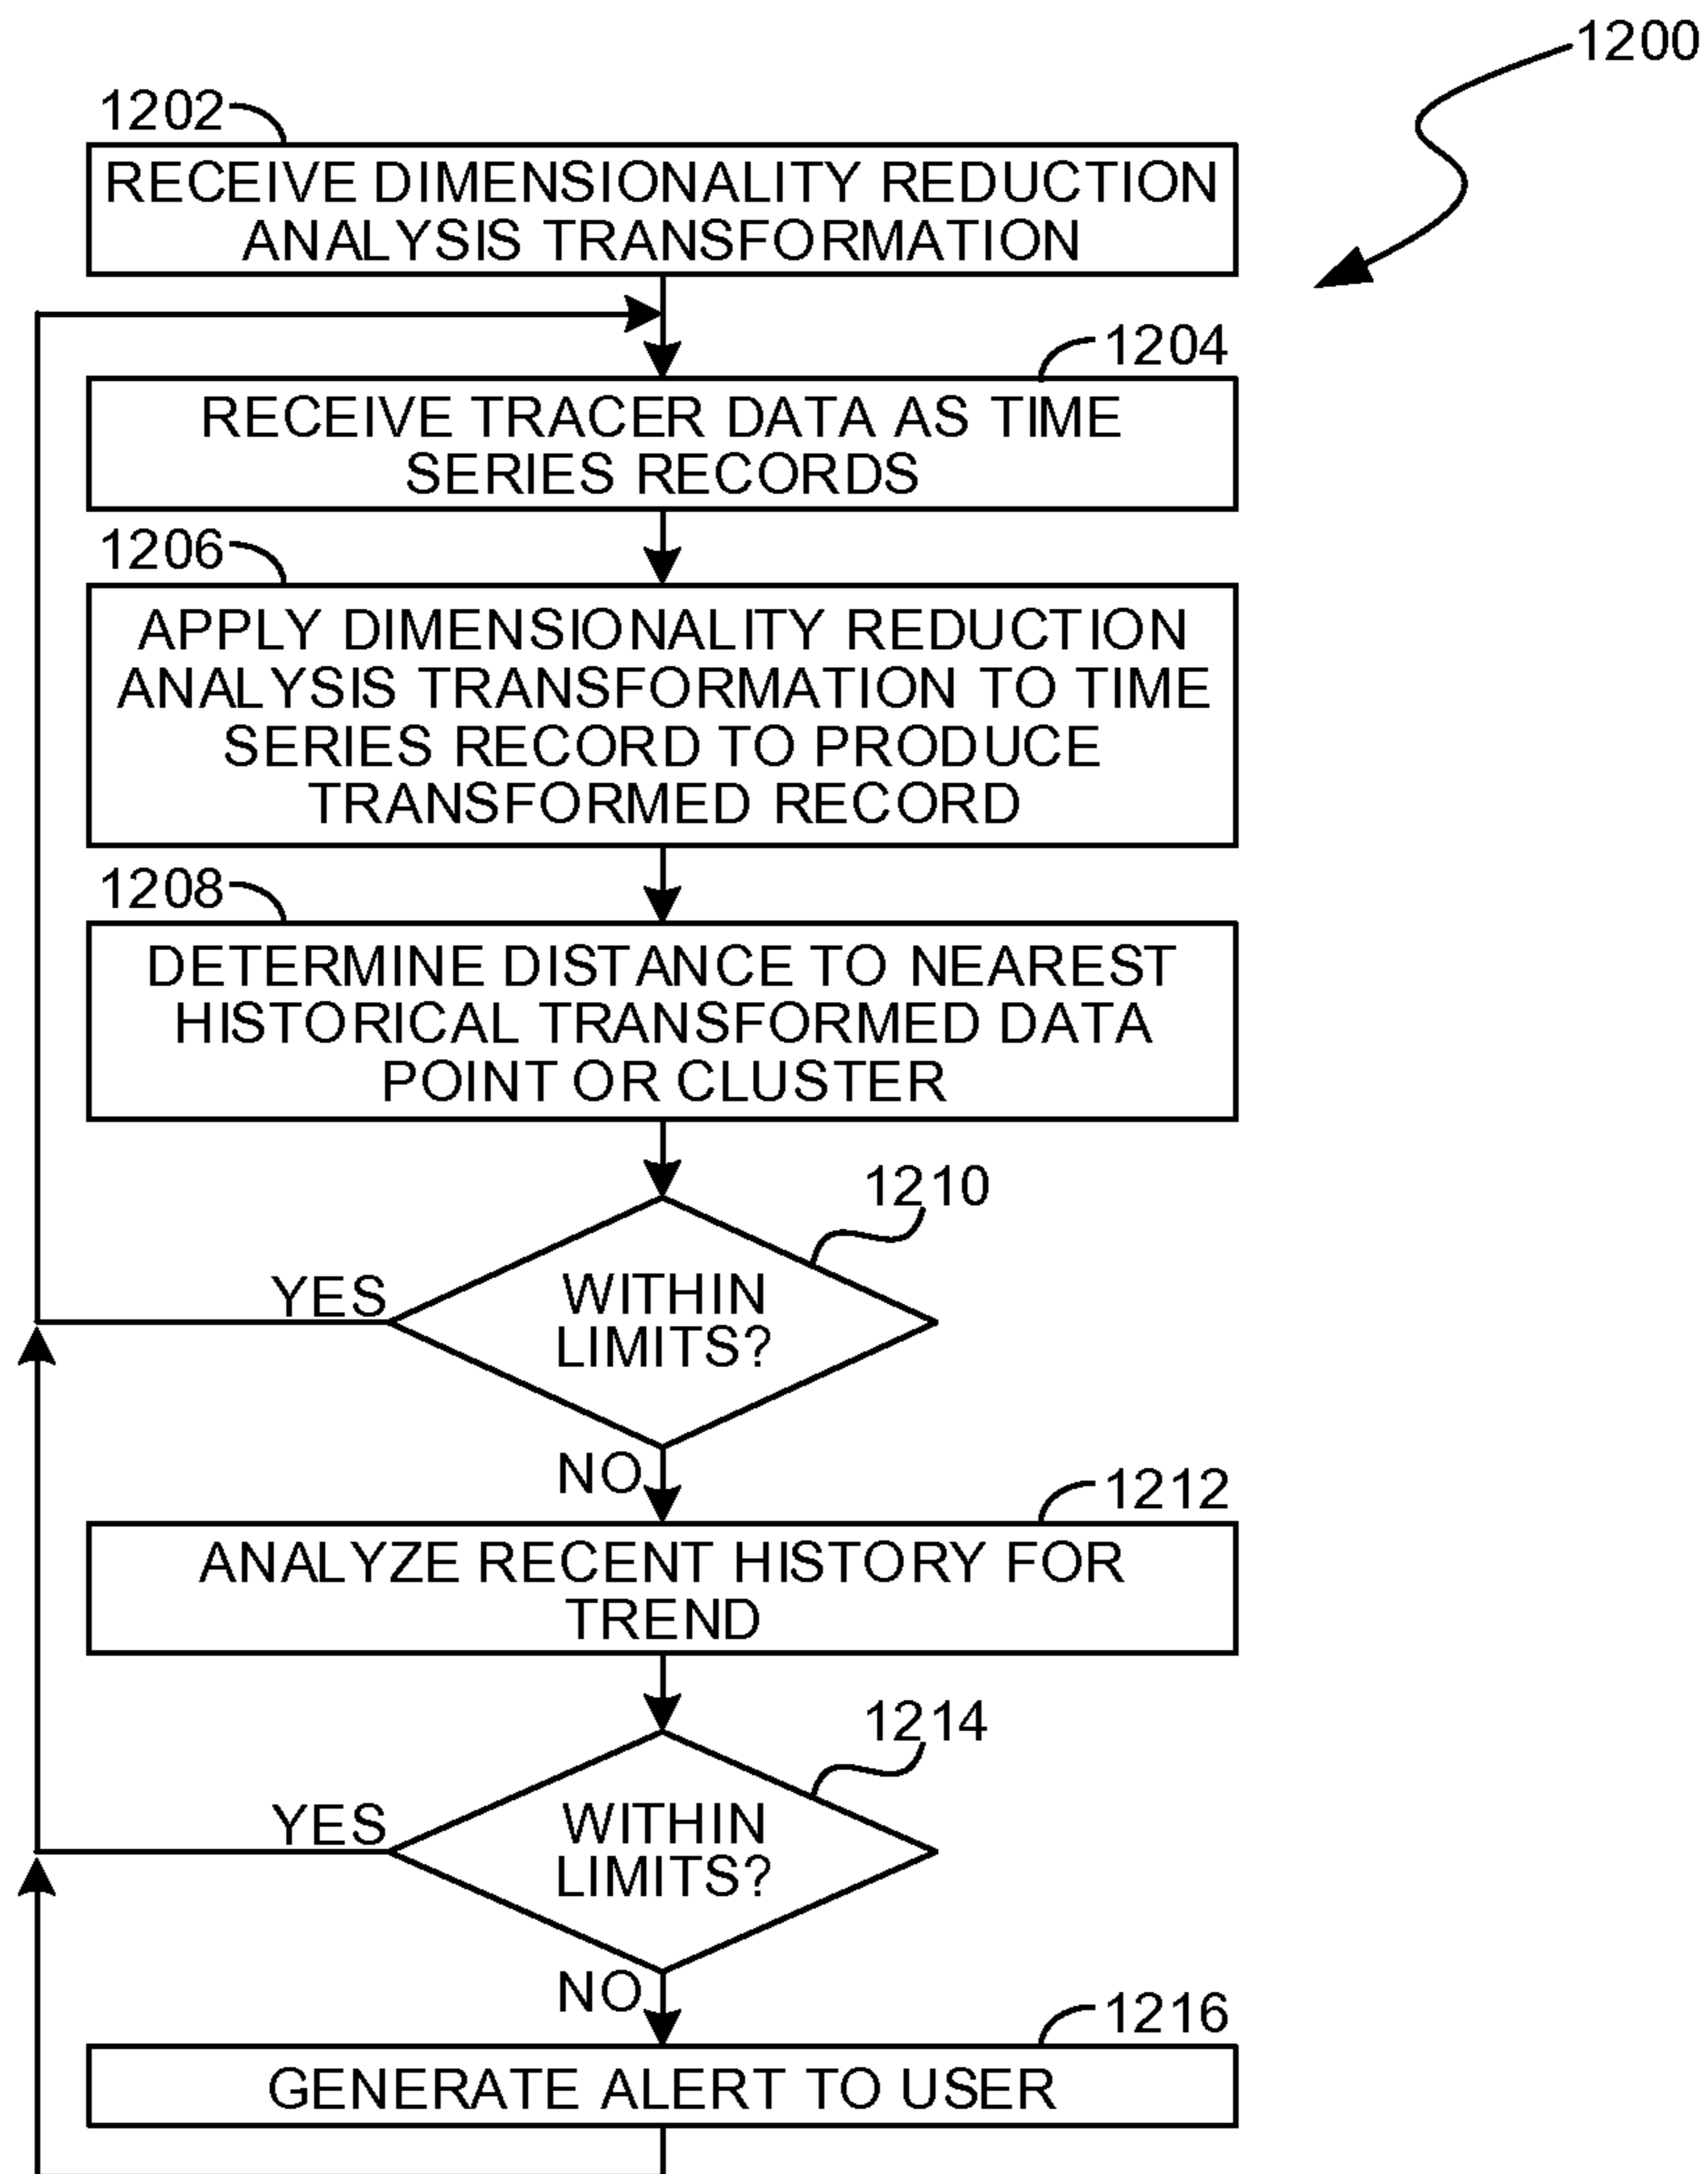 1200
1202
RECEIVE DIMENSIONALITY REDUCTION
ANALYSIS TRANSFORMATION
1204
RECEIVE TRACER DATA AS TIME
SERIES RECORDS
1206
APPLY DIMENSIONALITY REDUCTION
ANALYSIS TRANSFORMATION TO TIME
SERIES RECORD TO PRODUCE
TRANSFORMED RECORD
1208
DETERMINE DISTANCE TO NEAREST
HISTORICAL TRANSFORMED DATA
POINT OR CLUSTER
1210
YES
WITHIN
LIMITS?
NO
1212
ANALYZE RECENT HISTORY FOR
TREND
1214
YES
WITHIN
LIMITS?
NO
1216
GENERATE ALERT TO USER